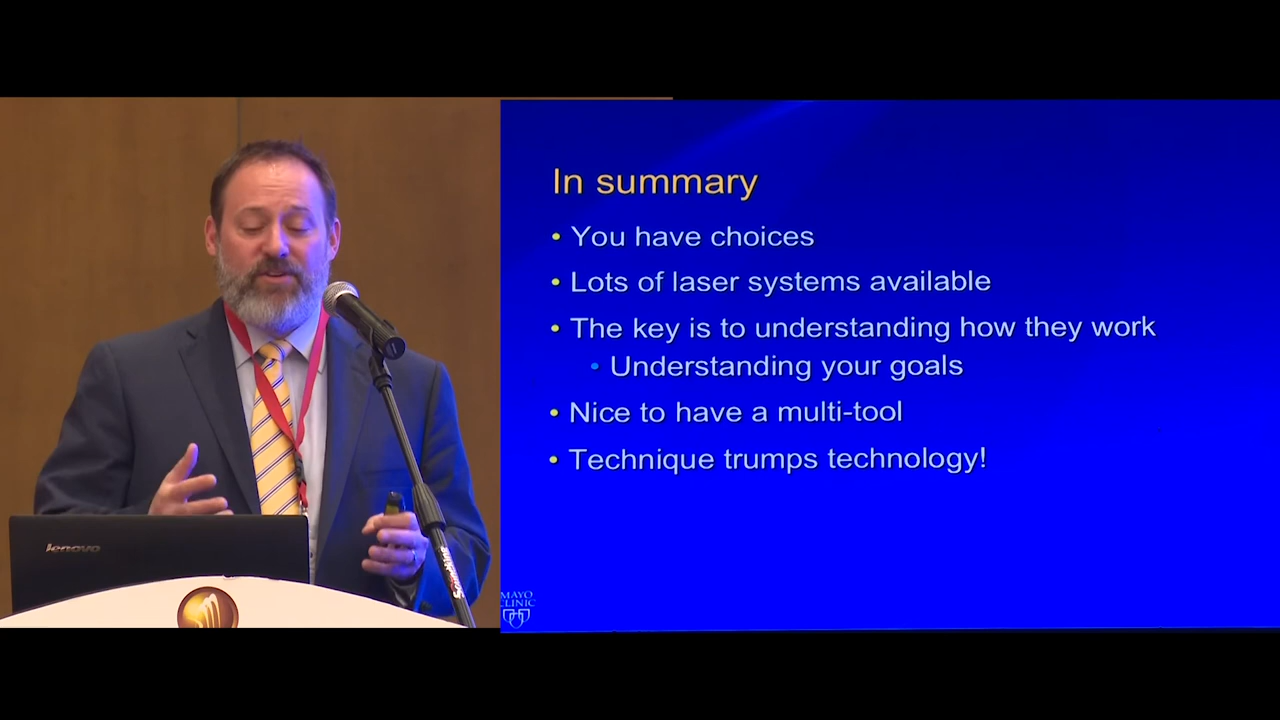 In summary
• You have choices
• Lots of laser systems available
• The key is to understanding how they work
• Understanding your goals
• Nice to have a multi-tool
• Technique trumps technology!
MAYO
CLINIC
lenovo